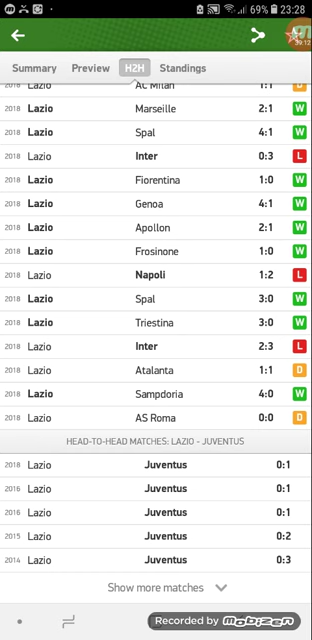 69% 23:28
39:12
Summary Preview H2H Standings
2018 Lazio AC Milan 1:1 D
2018 Lazio Marseille 2:1 W
2018 Lazio Spal 4:1 W
2018 Lazio Inter 0:3 L
2018 Lazio Fiorentina 1:0 W
2018 Lazio Genoa 4:1 W
2018 Lazio Apollon 2:1 W
2018 Lazio Frosinone 1:0 W
2018 Lazio Napoli 1:2 L
2018 Lazio Spal 3:0 W
2018 Lazio Triestina 3:0 W
2018 Lazio Inter 2:3 L
2018 Lazio Atalanta 1:1 D
2018 Lazio Sampdoria 4:0 W
2018 Lazio AS Roma 0:0 D
HEAD-TO-HEAD MATCHES: LAZIO - JUVENTUS
2018 Lazio Juventus 0:1
2016 Lazio Juventus 0:1
2016 Lazio Juventus 0:1
2015 Lazio Juventus 0:2
2014 Lazio Juventus 0:3
Show more matches
Recorded by mobizen